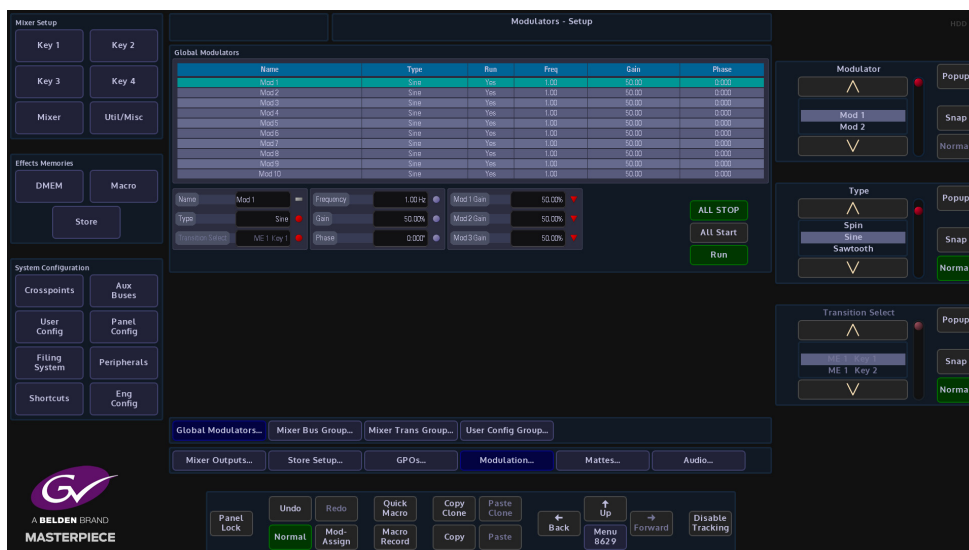 Mixer Setup
Key 1
Key 2
Key 3
Key 4
Mixer
Util/Misc
Effects Memories
DMEM
Macro
Store
System Configuration
Crosspoints
Aux
Buses
User
Config
Panel
Config
Filing
System
Peripherals
Shortcuts
Eng
Config
GV
A BELDEN BRAND
MASTERPIECE
Modulators - Setup
Global Modulators
Name Type Run Freq Gain Phase
Mod 1 Sine Yes 1.00 50.00 0:000
Mod 2 Sine Yes 1.00 50.00 0:000
Mod 3 Sine Yes 1.00 50.00 0:000
Mod 4 Sine Yes 1.00 50.00 0:000
Mod 5 Sine Yes 1.00 50.00 0:000
Mod 6 Sine Yes 1.00 50.00 0:000
Mod 7 Sine Yes 1.00 50.00 0:000
Mod 8 Sine Yes 1.00 50.00 0:000
Mod 9 Sine Yes 1.00 50.00 0:000
Mod 10 Sine Yes 1.00 50.00 0:000
Name Mod 1 Frequency 1.00 Hz Mod 1 Gain 50.00%
Type Sine Gain 50.00% Mod 2 Gain 50.00%
Transition Select ME 1 Key 1 Phase 0:000° Mod 3 Gain 50.00%
ALL STOP
All Start
Run
Global Modulators... Mixer Bus Group... Mixer Trans Group... User Config Group...
Mixer Outputs... Store Setup... GPOs... Modulation... Mattes... Audio...
Panel
Lock
Undo
Redo
Normal
Mod-
Assign
Quick
Macro
Macro
Record
Copy
Clone
Paste
Clone
Copy
Paste
Back
Up
Menu
8629
Forward
Disable
Tracking
HDD
Modulator
Mod 1
Mod 2
Popup
Snap
Norma
Type
Spin
Sine
Sawtooth
Popup
Snap
Norma
Transition Select
ME 1 Key 1
ME 1 Key 2
Popup
Snap
Norma